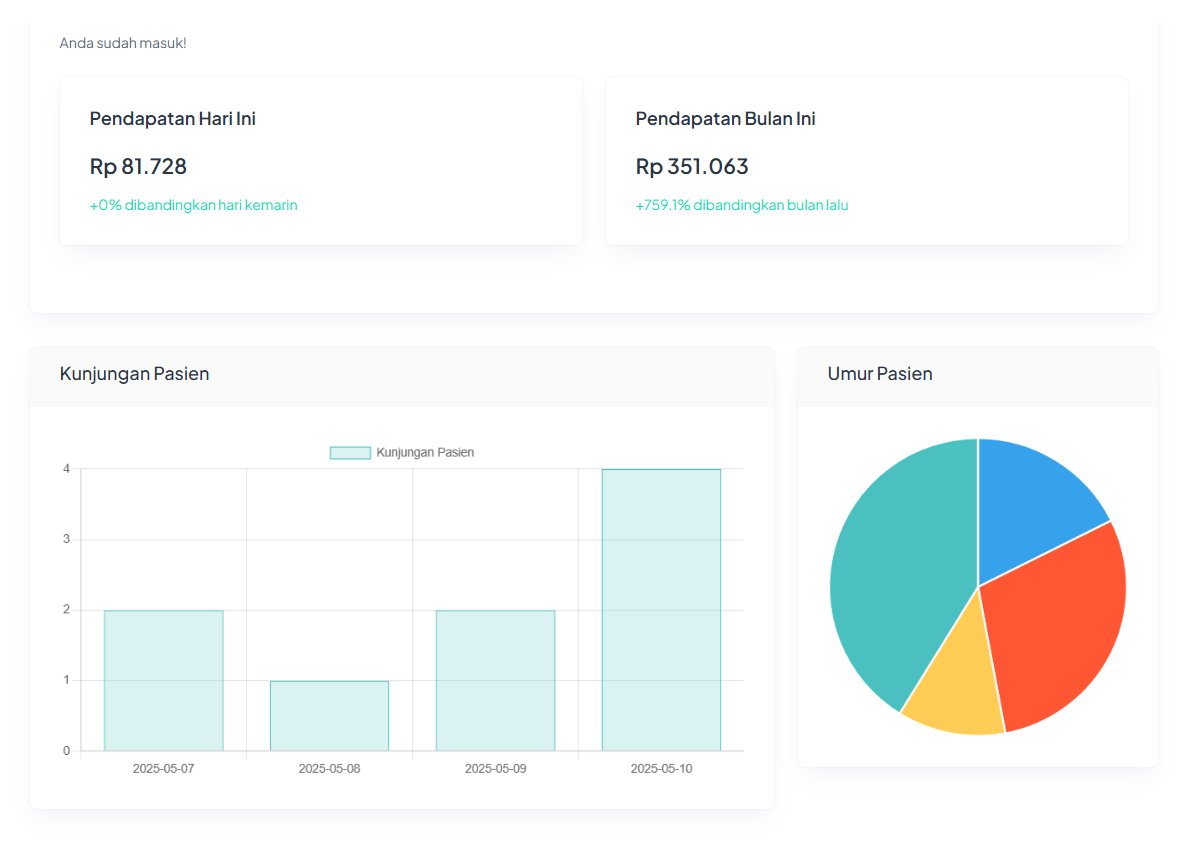 Anda sudah masuk!
Pendapatan Hari Ini
Rp 81.728
+0% dibandingkan hari kemarin
Pendapatan Bulan Ini
Rp 351.063
+759.1% dibandingkan bulan lalu
Kunjungan Pasien
Kunjungan Pasien
4
3
2
1
0
2025-05-07 2025-05-08 2025-05-09 2025-05-10
Umur Pasien